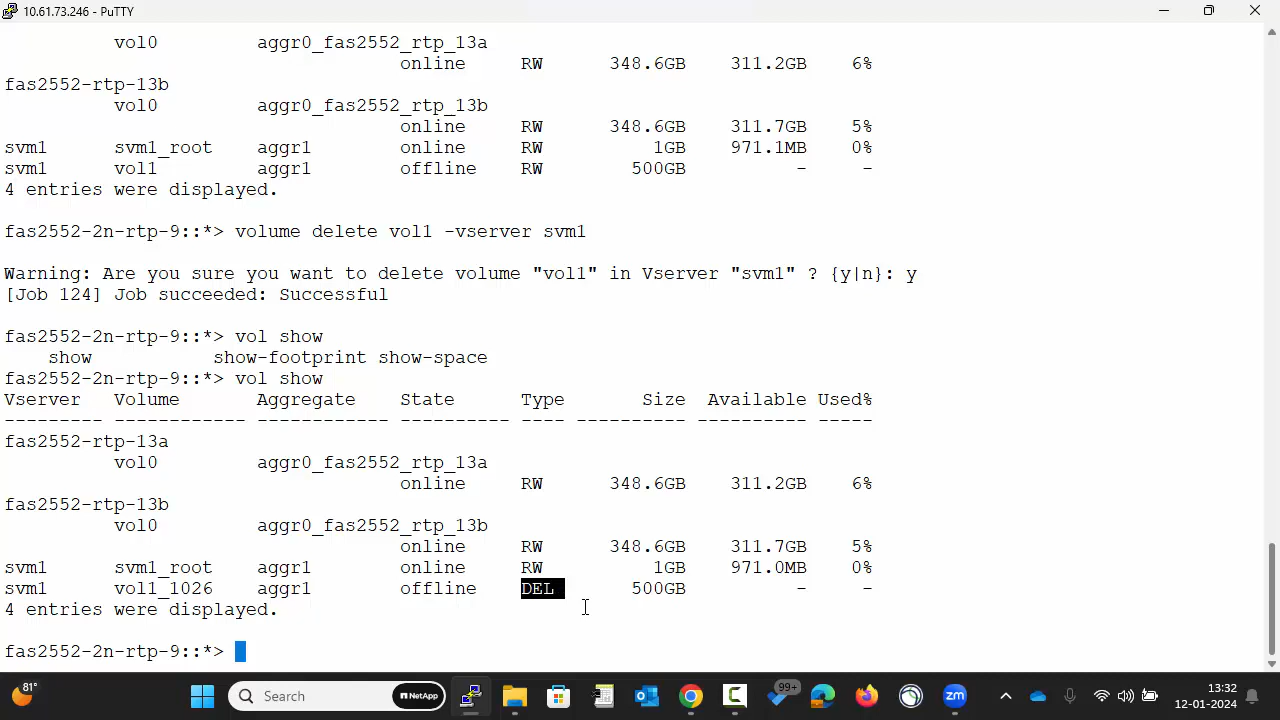 10.61.73.246 - PuTTY
vol0 aggr0_fas2552_rtp_13a
online RW 348.6GB 311.2GB 6%
fas2552-rtp-13b
vol0 aggr0_fas2552_rtp_13b
online RW 348.6GB 311.7GB 5%
svm1 svm1_root aggr1 online RW 1GB 971.1MB 0%
svm1 vol1 aggr1 offline RW 500GB - -
4 entries were displayed.
fas2552-2n-rtp-9::*> volume delete vol1 -vserver svm1
Warning: Are you sure you want to delete volume "vol1" in Vserver "svm1" ? {y|n}: y
[Job 124] Job succeeded: Successful
fas2552-2n-rtp-9::*> vol show
show show-footprint show-space
fas2552-2n-rtp-9::*> vol show
Vserver Volume Aggregate State Type Size Available Used%
--------- ------------ ------------ ---------- ---- ---------- ---------- -----
fas2552-rtp-13a
vol0 aggr0_fas2552_rtp_13a
online RW 348.6GB 311.2GB 6%
fas2552-rtp-13b
vol0 aggr0_fas2552_rtp_13b
online RW 348.6GB 311.7GB 5%
svm1 svm1_root aggr1 online RW 1GB 971.0MB 0%
svm1 vol1_1026 aggr1 offline DEL 500GB - -
4 entries were displayed.
fas2552-2n-rtp-9::*>
81°
Search
NetApp
99+
zm
13:32
12-01-2024